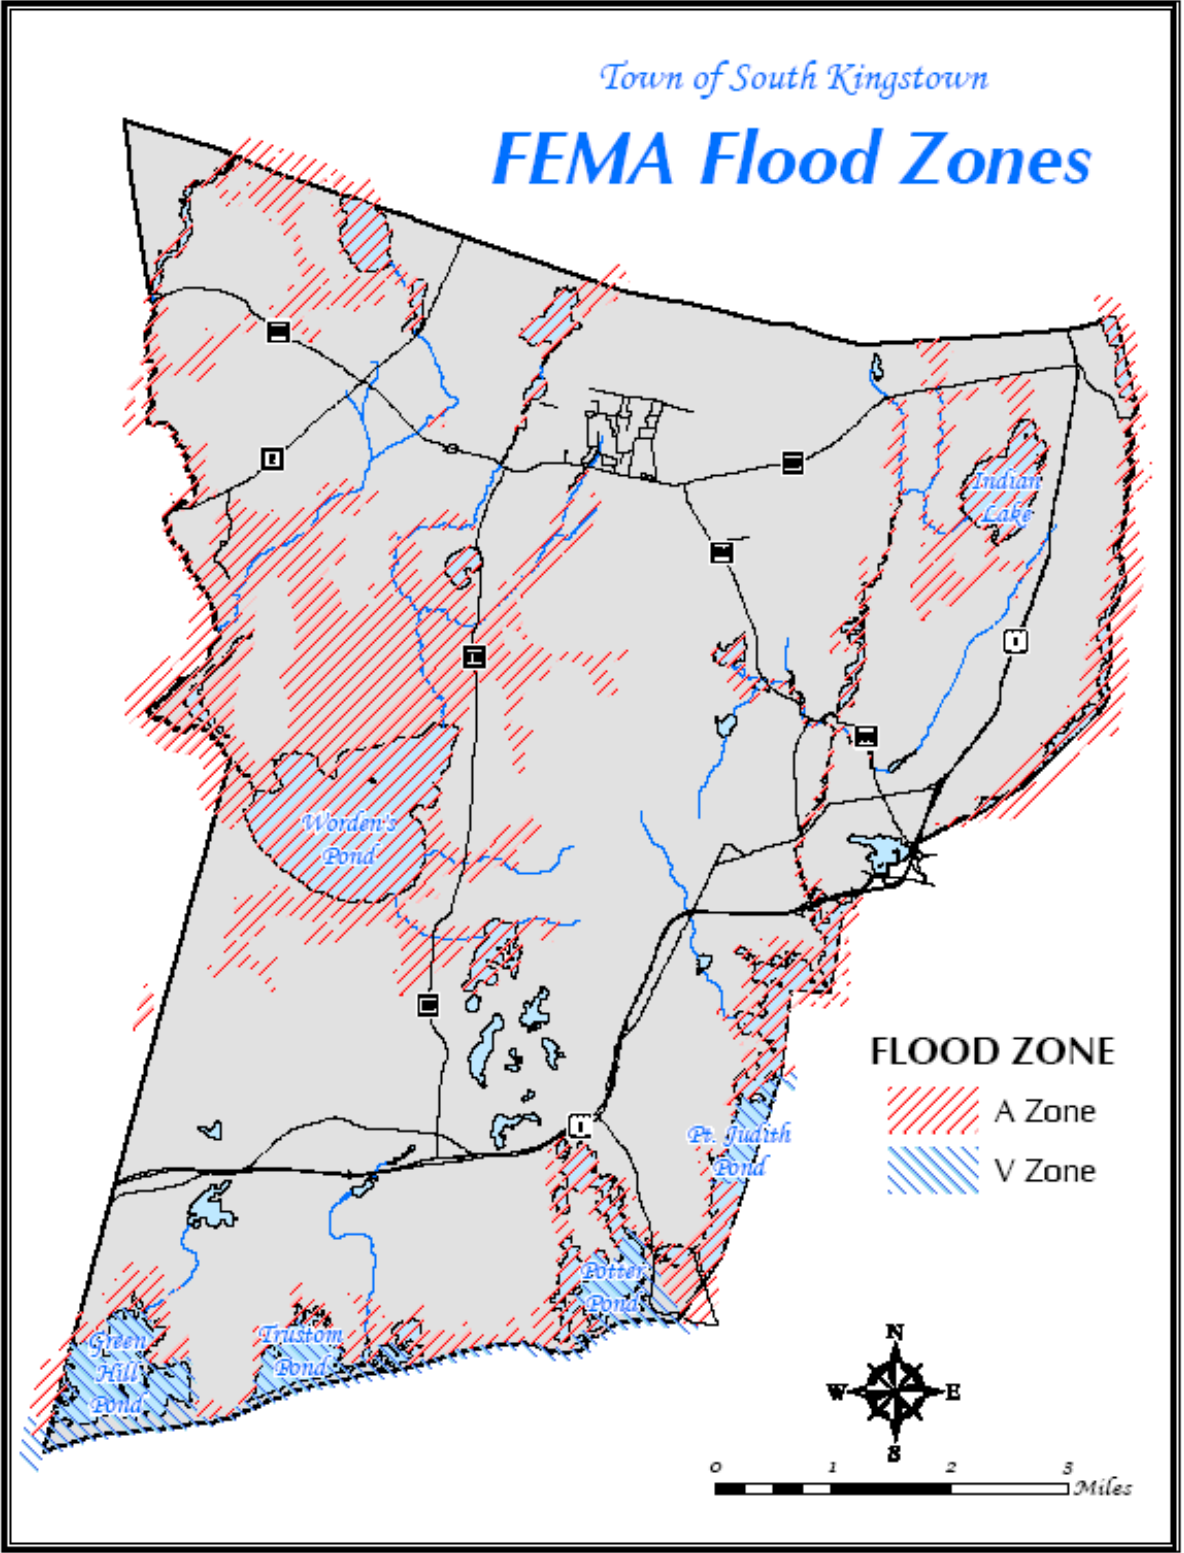 Town of South Kingstown
FEMA Flood Zones
Indian
Lake
Worden's
Pond
FLOOD ZONE
A Zone
V Zone
Pt. Judith
Pond
Potter
Pond
Trustom
Pond
Green
Hill
Pond
N
W
E
S
0 1 2 3
Miles